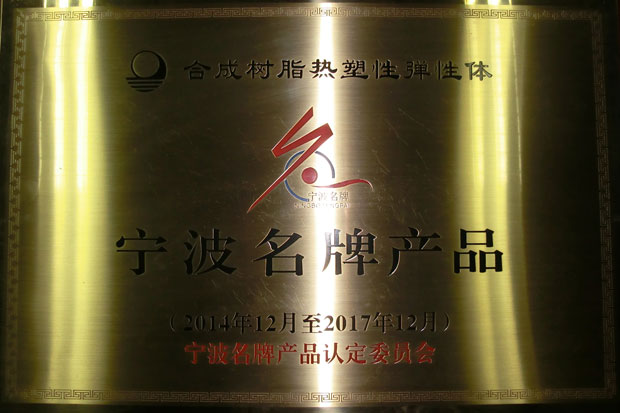 合成树脂热塑性弹性体
宁波名牌
宁波名牌产品
（2014年12月至2017年12月）
宁波名牌产品认定委员会